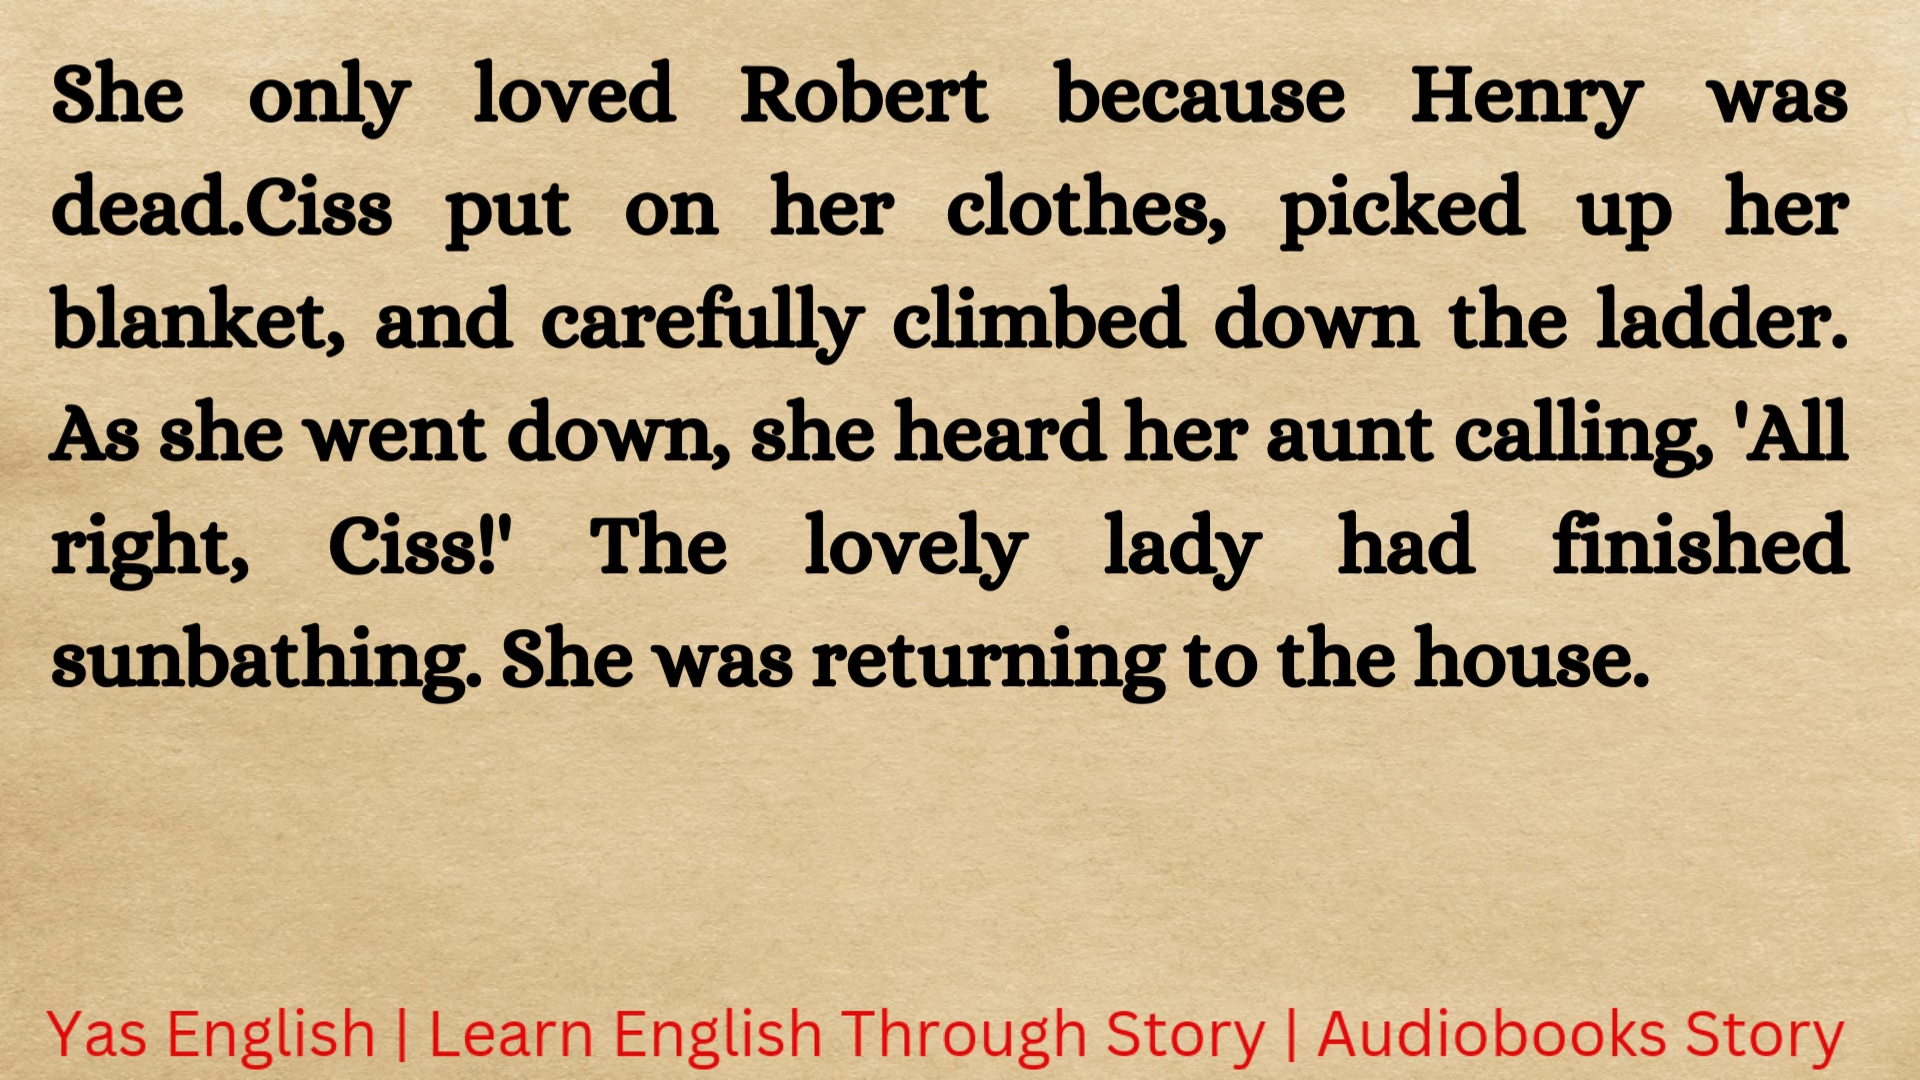 She only loved Robert because Henry was
dead.Ciss put on her clothes, picked up her
blanket, and carefully climbed down the ladder.
As she went down, she heard her aunt calling, 'All
right, Ciss!' The lovely lady had finished
sunbathing. She was returning to the house.
Yas English | Learn English Through Story | Audiobooks Story